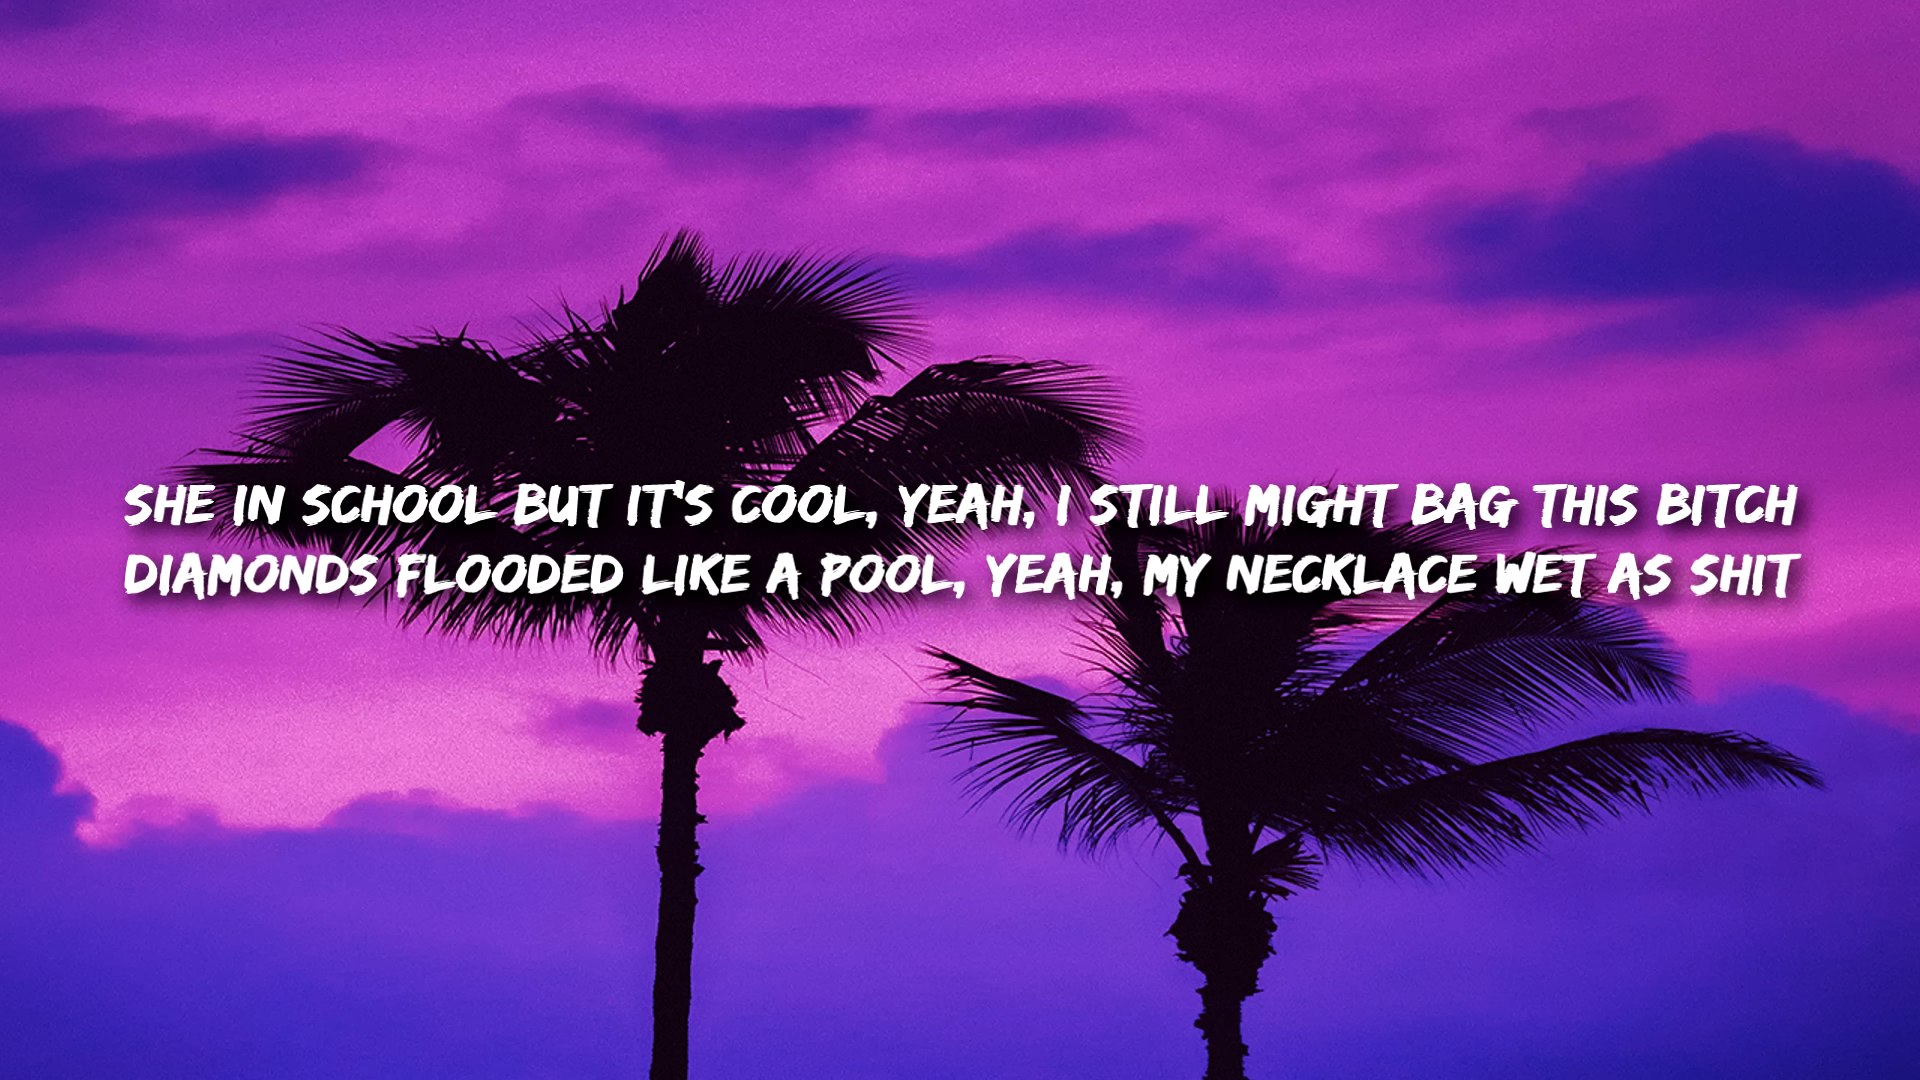 SHE IN SCHOOL BUT IT'S COOL, YEAH, I STILL MIGHT BAG THIS BITCH
DIAMONDS FLOODED LIKE A POOL, YEAH, MY NECKLACE WET AS SHIT